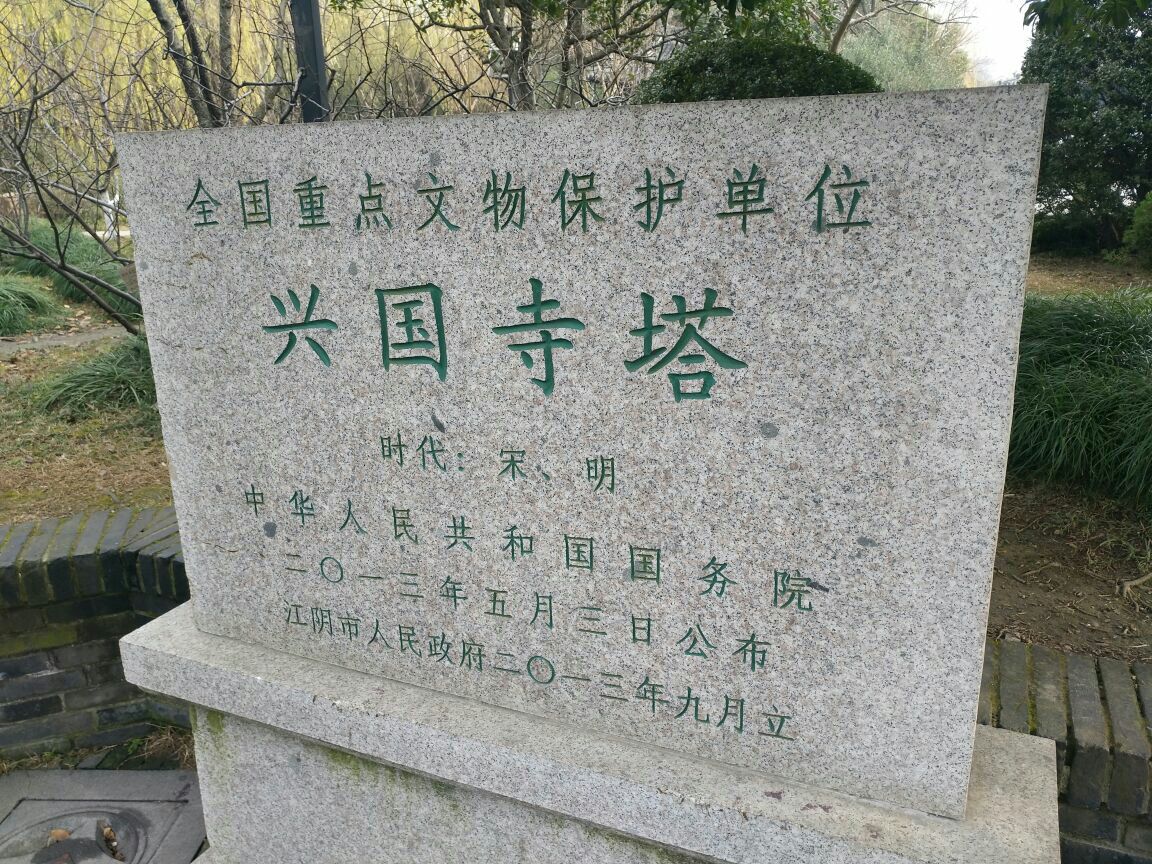 全国重点文物保护单位
兴国寺塔
时代：宋、明
中华人民共和国国务院
二〇一三年五月三日公布
江阴市人民政府二〇一三年九月立